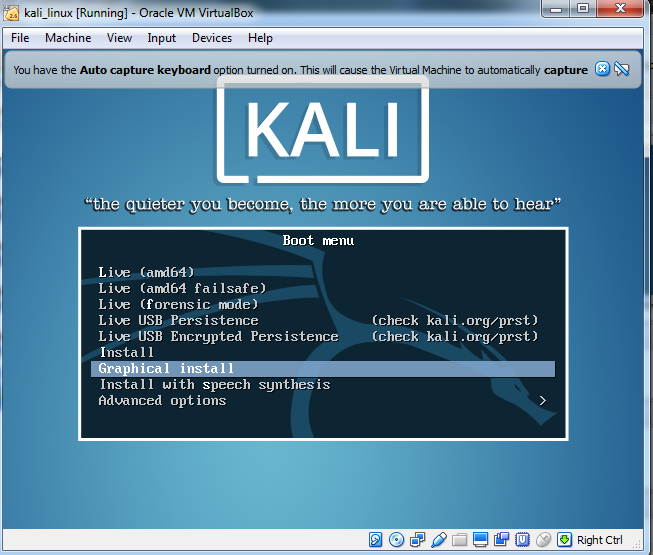 kali_linux [Running] - Oracle VM VirtualBox
File Machine View Input Devices Help
You have the Auto capture keyboard option turned on. This will cause the Virtual Machine to automatically capture
KALI
“the quieter you become, the more you are able to hear”
Boot menu
Live (amd64)
Live (amd64 failsafe)
Live (forensic mode)
Live USB Persistence (check kali.org/prst)
Live USB Encrypted Persistence (check kali.org/prst)
Install
Graphical install
Install with speech synthesis
Advanced options >
Right Ctrl